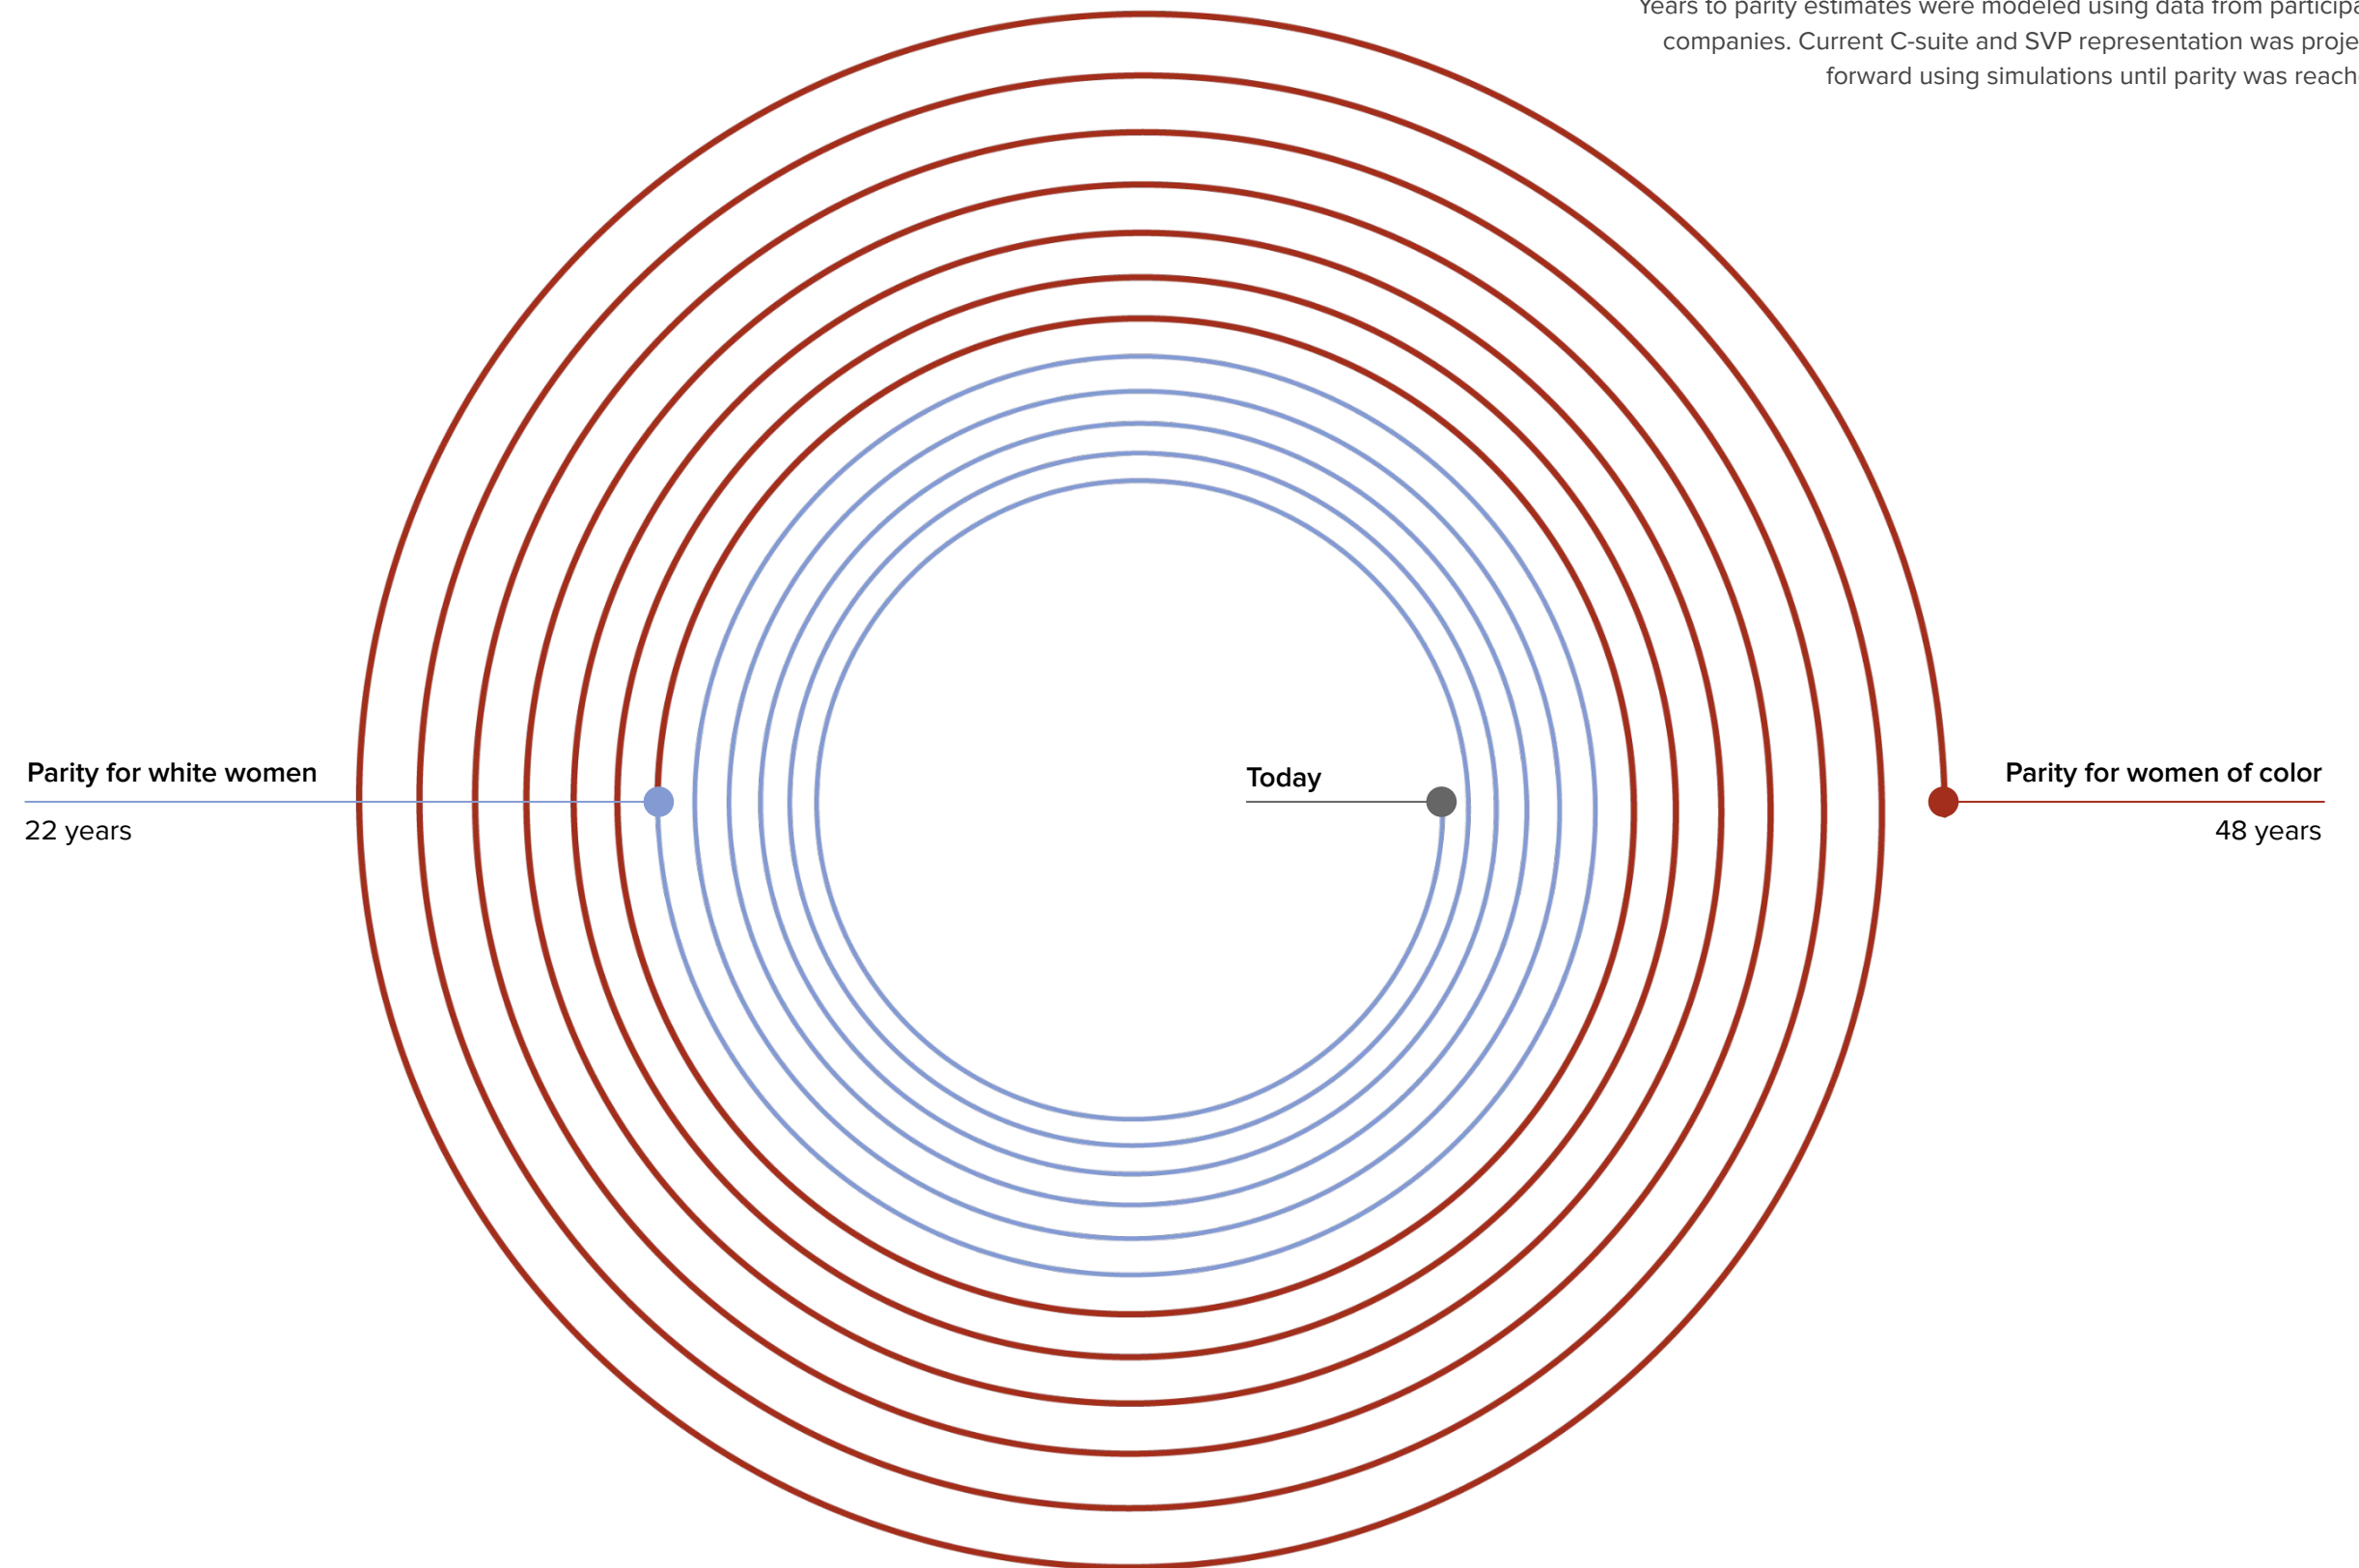 Years to parity estimates were modeled using data from
companies. Current C-suite and SVP representation was
forward using simulations until parity was
Parity for white women
22 years
Today
Parity for women of color
48 years